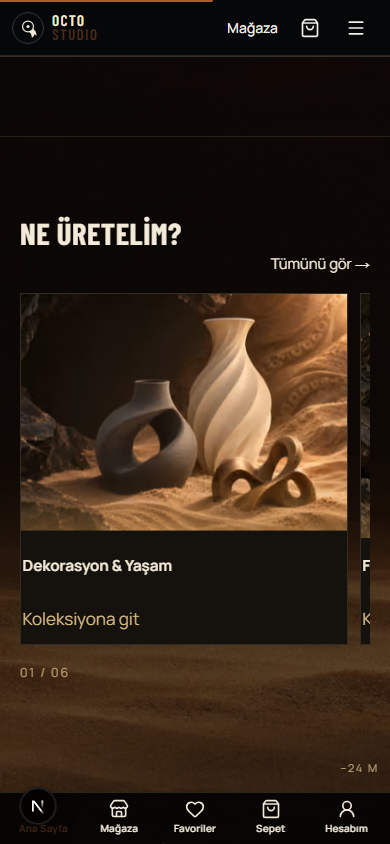 OCTO
STUDIO
Mağaza
NE ÜRETELİM?
Tümünü gör →
Dekorasyon & Yaşam
F
Koleksiyona git
K
01 / 06
−24 M
N
Ana Sayfa
Mağaza
Favoriler
Sepet
Hesabım